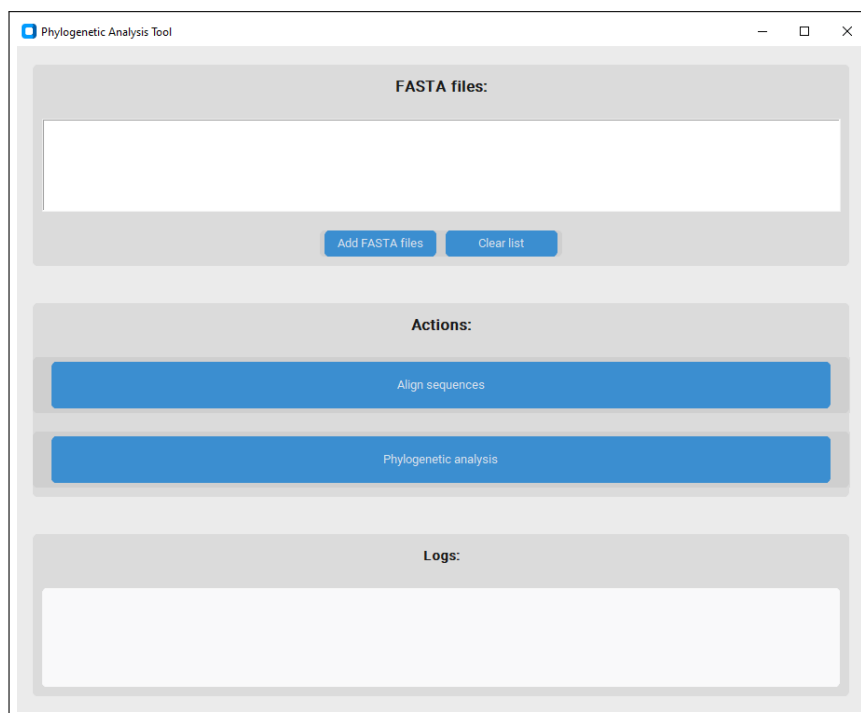 Phylogenetic Analysis Tool
FASTA files:
Add FASTA files Clear list
Actions:
Align sequences
Phylogenetic analysis
Logs: